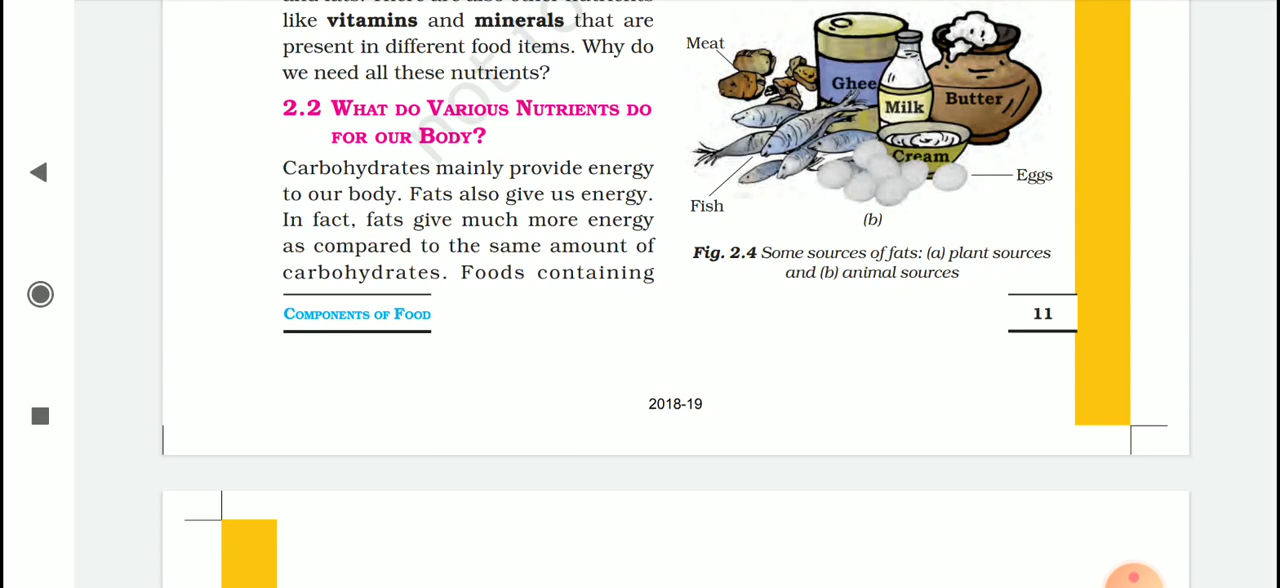 like vitamins and minerals that are
present in different food items. Why do
we need all these nutrients?
2.2 WHAT DO VARIOUS NUTRIENTS DO
FOR OUR BODY?
Carbohydrates mainly provide energy
to our body. Fats also give us energy.
In fact, fats give much more energy
as compared to the same amount of
carbohydrates. Foods containing
COMPONENTS OF FOOD
Meat
Ghee
Milk
Butter
Cream
Eggs
Fish
(b)
Fig. 2.4 Some sources of fats: (a) plant sources
and (b) animal sources
11
2018-19